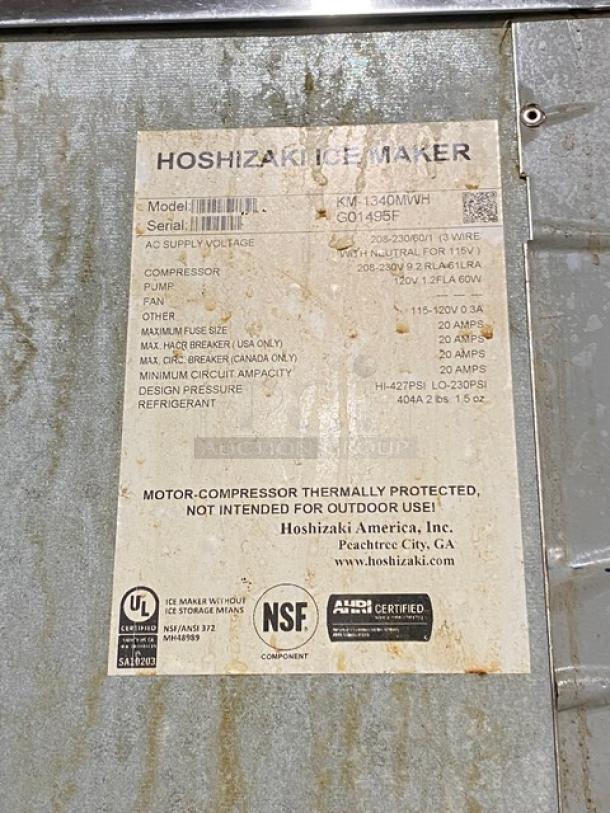 HOSHIZAKI ICE MAKER
Model: KM-1340MWH
Serial: G01495F
AC SUPPLY VOLTAGE 208-230/60/1 (3 WIRE
WITH NEUTRAL FOR 115V)
COMPRESSOR 208-230V 9.2 RLA 61LRA
PUMP 120V 1.2FLA 60W
FAN — — —
OTHER 115-120V 0.3A
MAXIMUM FUSE SIZE 20 AMPS
MAX. HACR BREAKER (USA ONLY) 20 AMPS
MAX. CIRC. BREAKER (CANADA ONLY) 20 AMPS
MINIMUM CIRCUIT AMPACITY 20 AMPS
DESIGN PRESSURE HI-427PSI LO-230PSI
REFRIGERANT 404A 2 lbs. 1.5 oz.
AUCTION GROUP
MOTOR-COMPRESSOR THERMALLY PROTECTED,
NOT INTENDED FOR OUTDOOR USE!
Hoshizaki America, Inc.
Peachtree City, GA
www.hoshizaki.com
UL
CERTIFIED
SA10203
ICE MAKER WITHOUT
ICE STORAGE MEANS
NSF/ANSI 372
MH48989
NSF
COMPONENT
AHRI CERTIFIED